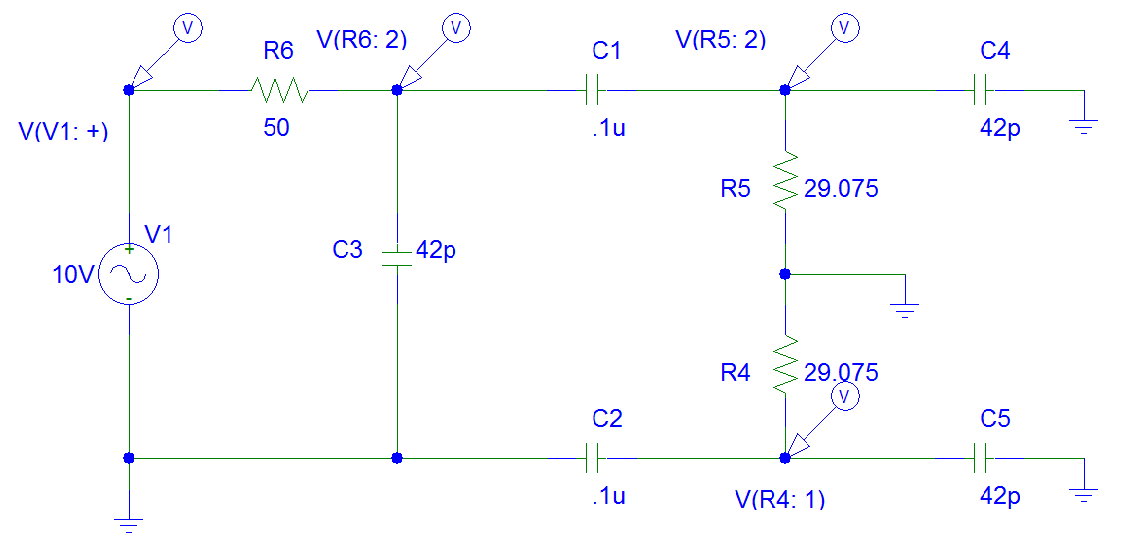 V
V
V
R6
V(R6: 2)
C1
V(R5: 2)
C4
V(V1: +)
50
.1u
42p
R5
29.075
V1
+
C3
42p
10V
-
R4
29.075
V
C2
C5
.1u
V(R4: 1)
42p